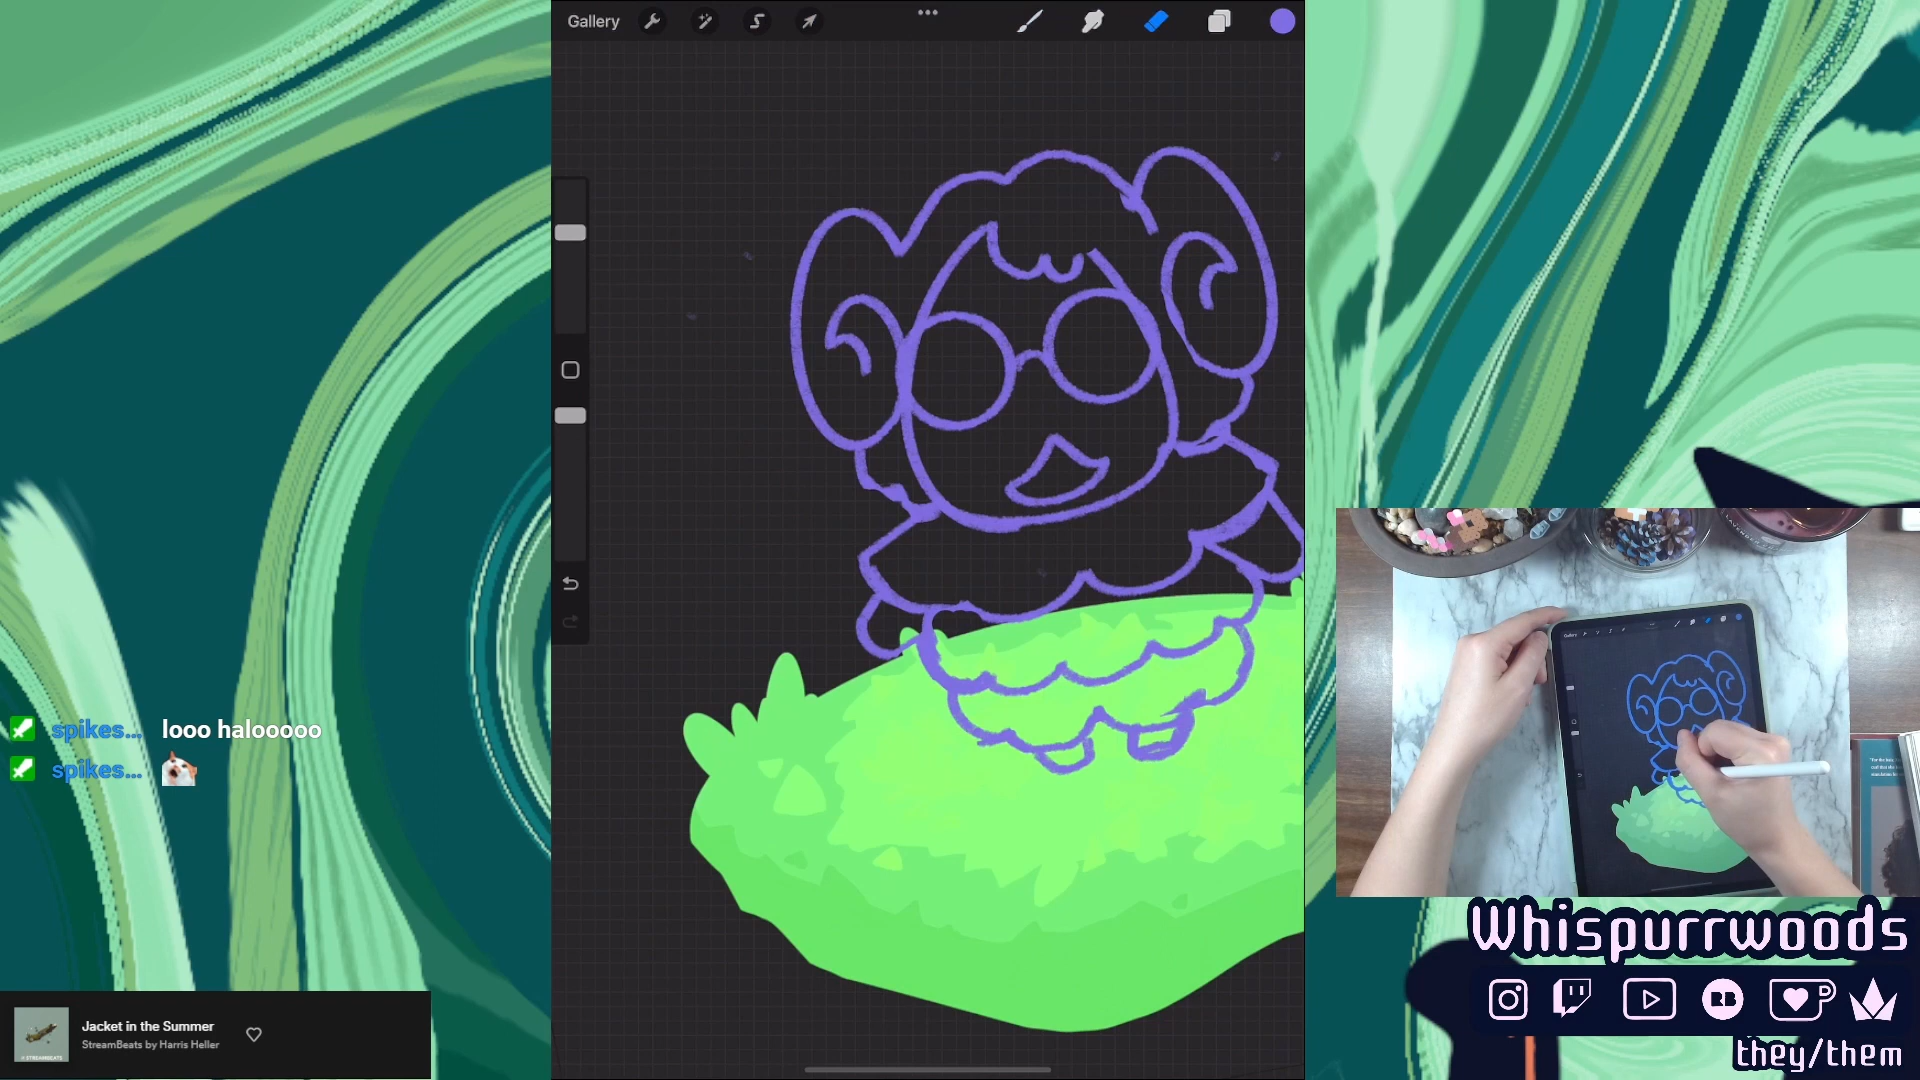 Gallery
spikes... looo halooooo
spikes...
Jacket in the Summer
StreamBeats by Harris Heller
Whispurrwoods
they/them